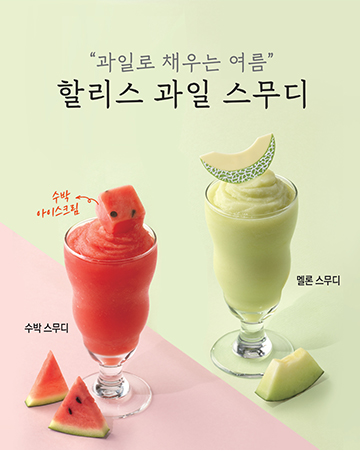 “과일로 채우는 여름”
할리스 과일 스무디
수박
아이스크림
멜론 스무디
수박 스무디